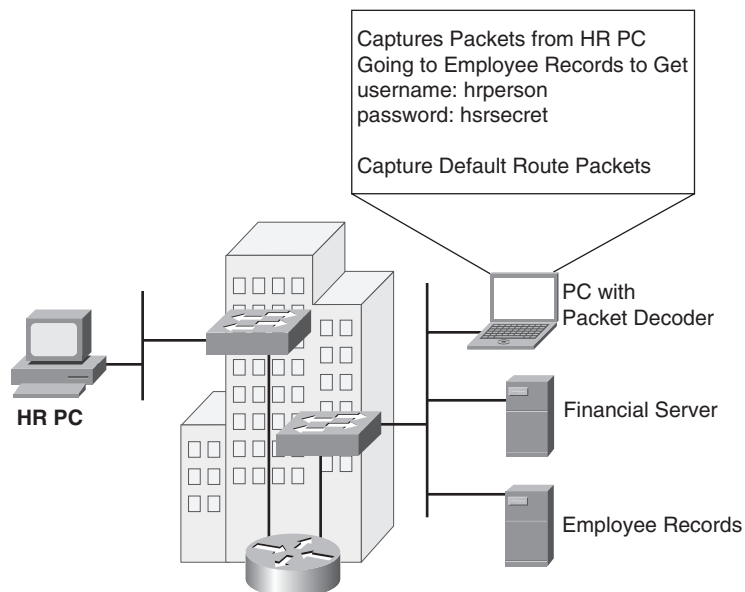 Captures Packets from HR PC
Going to Employee Records to Get
username: hrperson
password: hsrsecret
Capture Default Route Packets
PC with
Packet Decoder
HR PC
Financial Server
Employee Records